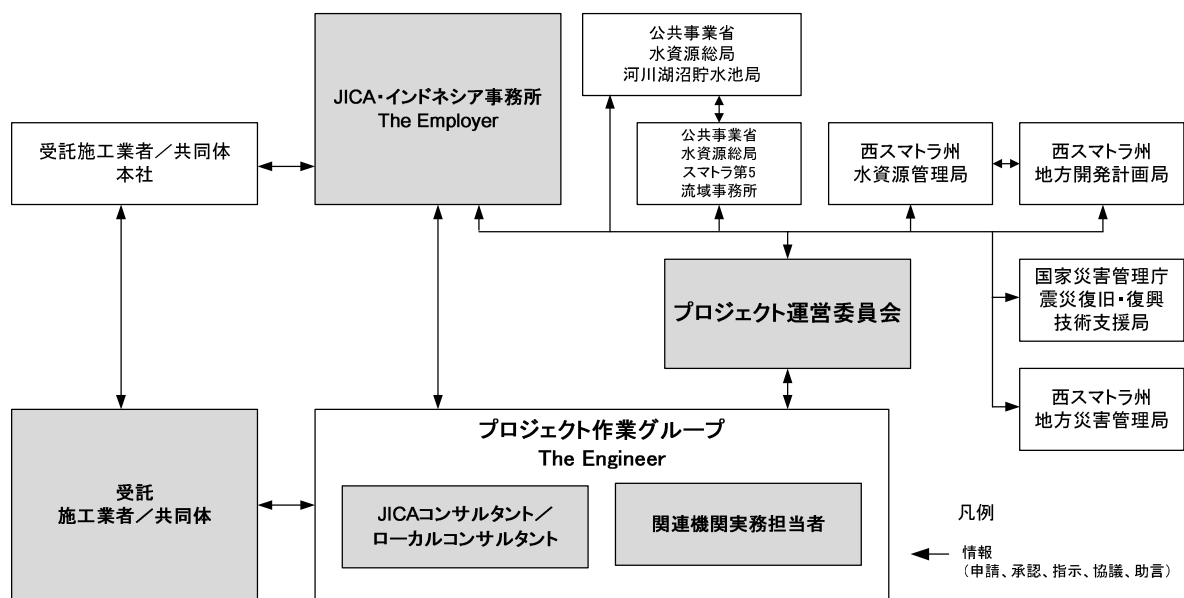 公共事業省
水資源総局
河川湖沼貯水池局
JICA・インドネシア事務所
The Employer
受託施工業者／共同体
本社
公共事業省
水資源総局
スマトラ第5
流域事務所
西スマトラ州
水資源管理局
西スマトラ州
地方開発計画局
プロジェクト運営委員会
国家災害管理庁
震災復旧・復興
技術支援局
西スマトラ州
地方災害管理局
プロジェクト作業グループ
The Engineer
受託
施工業者／共同体
JICAコンサルタント／
ローカルコンサルタント
関連機関実務担当者
凡例
情報
（申請、承認、指示、協議、助言）